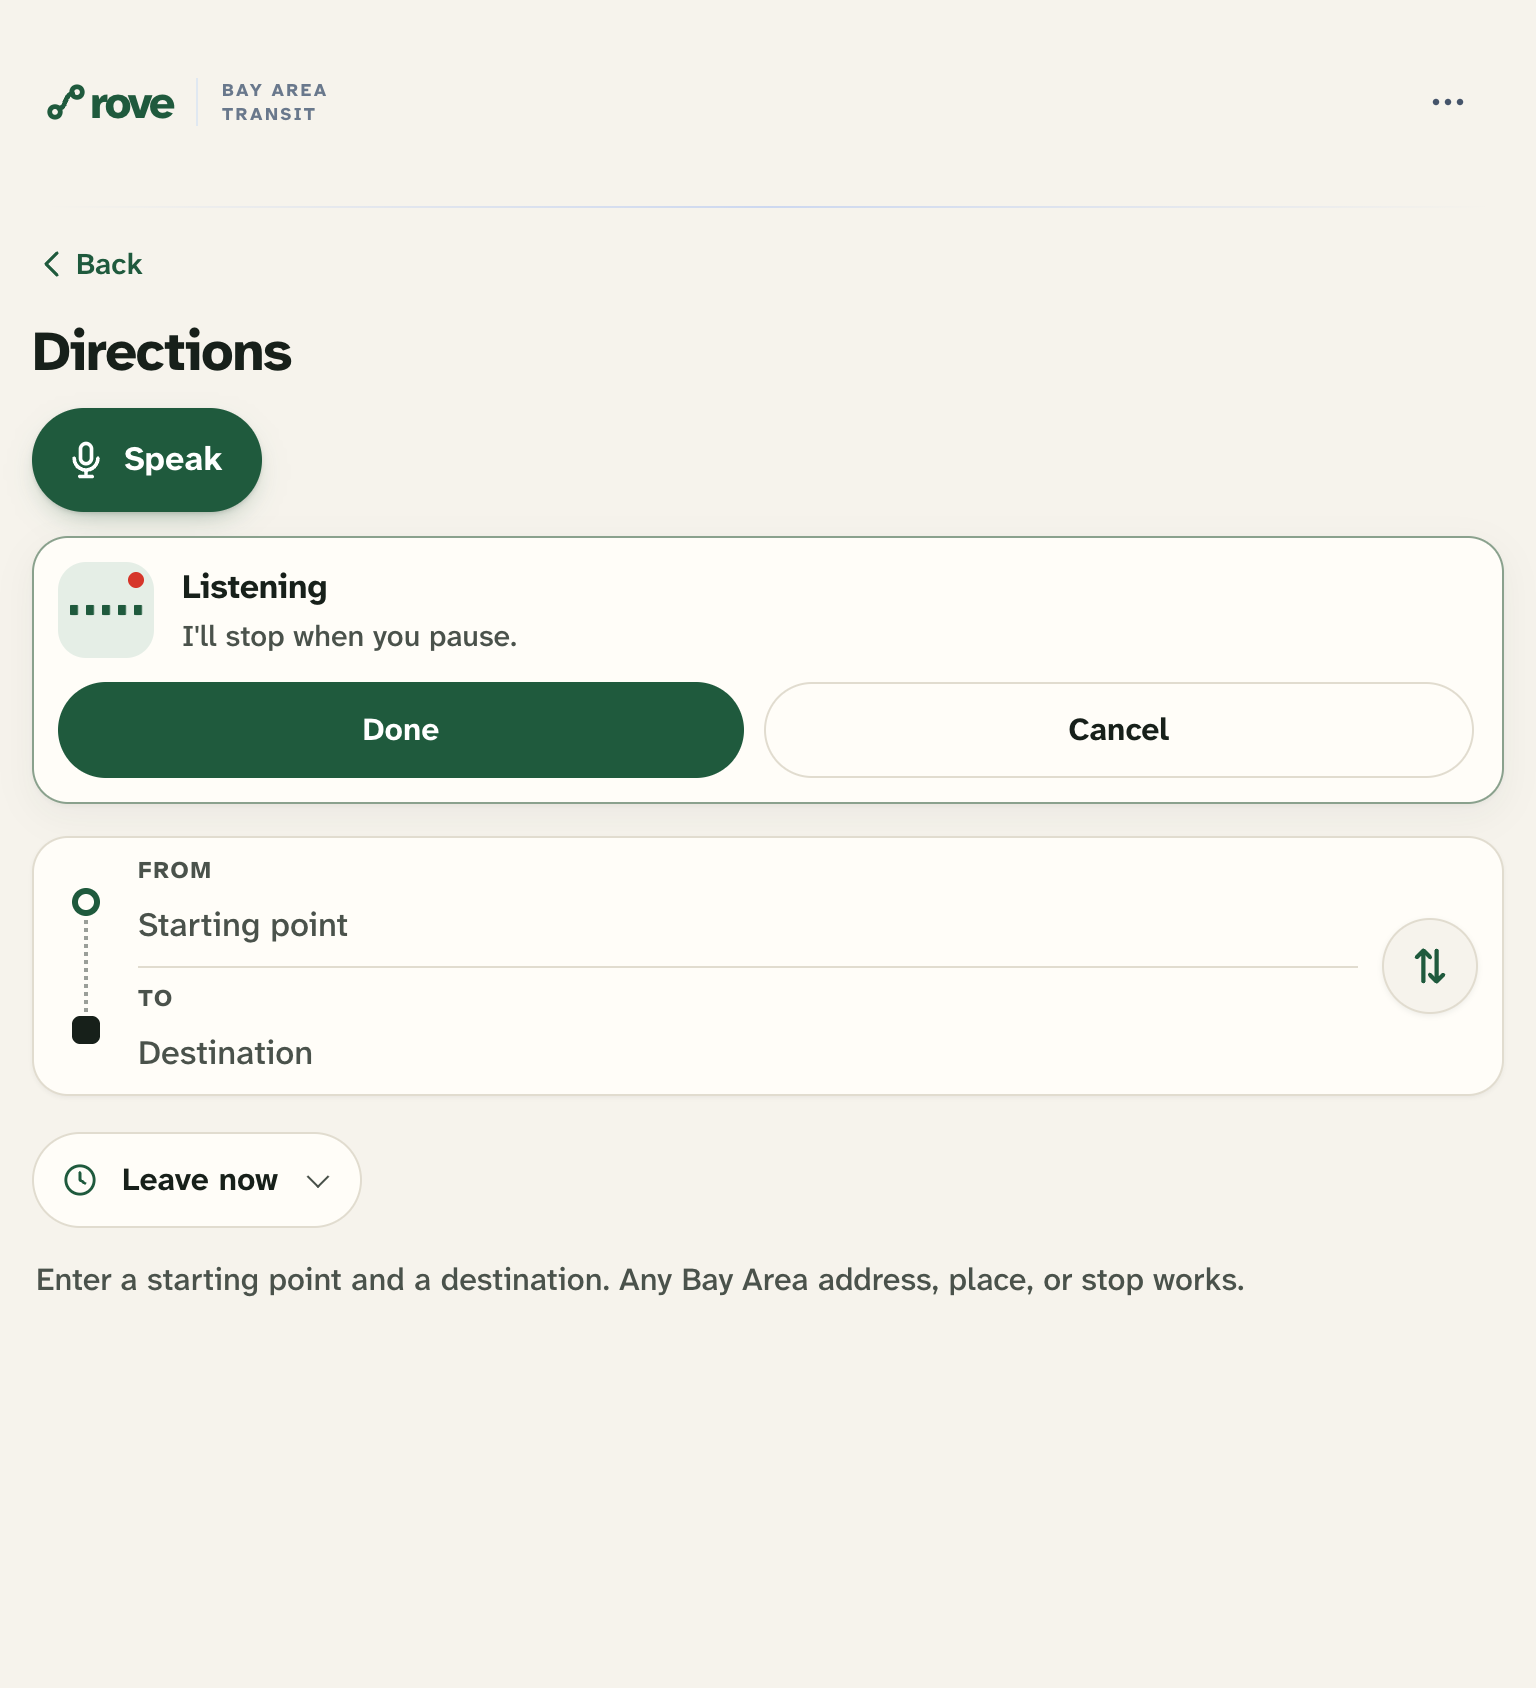 rove
BAY AREA
TRANSIT
Back
Directions
Speak
Listening
I'll stop when you pause.
Done
Cancel
FROM
Starting point
TO
Destination
Leave now
Enter a starting point and a destination. Any Bay Area address, place, or stop works.